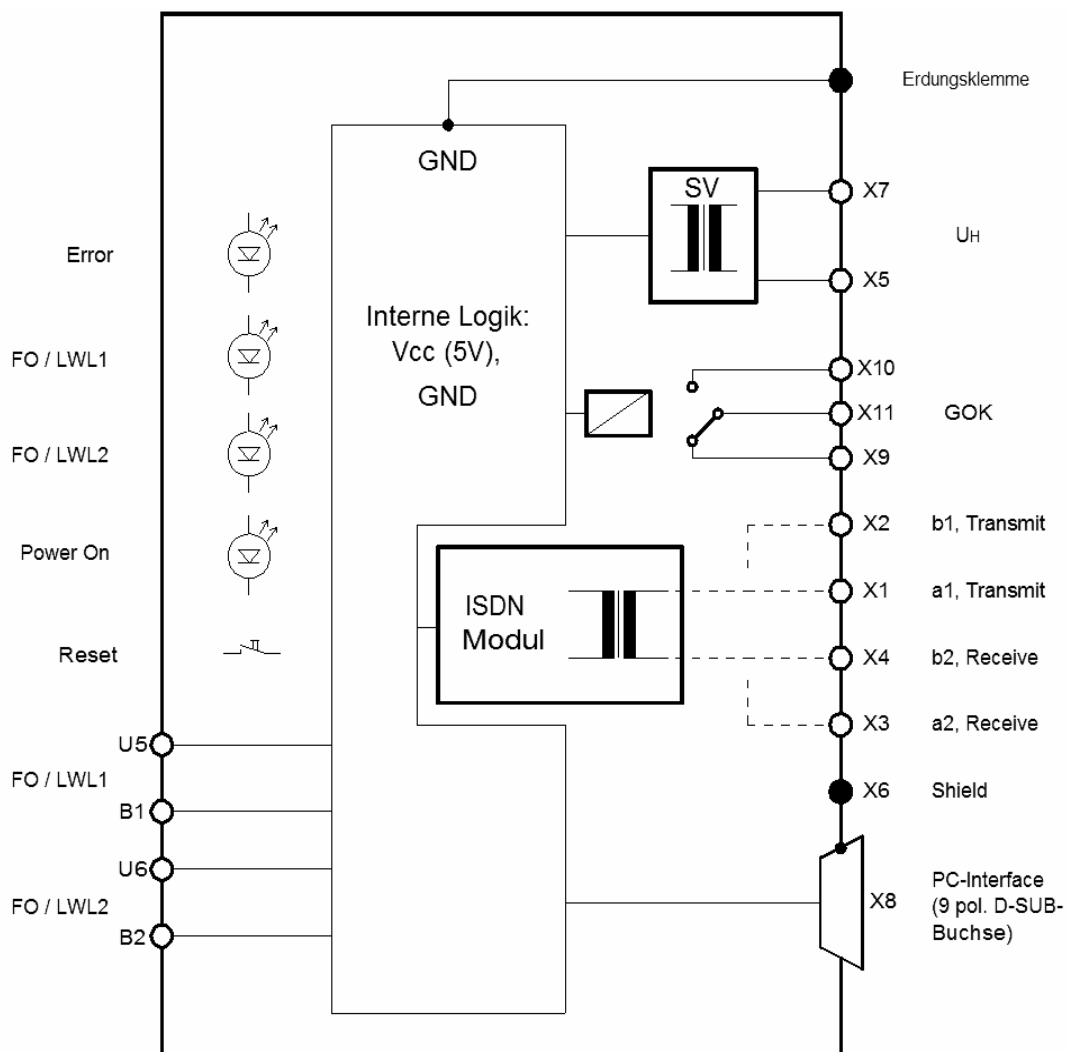 Erdungsklemme
GND
SV
X7
UH
X5
Error
Interne Logik:
Vcc (5V),
GND
FO / LWL1
X10
X11 GOK
X9
FO / LWL2
X2 b1, Transmit
Power On
ISDN
Modul
X1 a1, Transmit
Reset
X4 b2, Receive
X3 a2, Receive
U5
FO / LWL1
B1
X6 Shield
U6
FO / LWL2
B2
X8
PC-Interface
(9 pol. D-SUB-
Buchse)